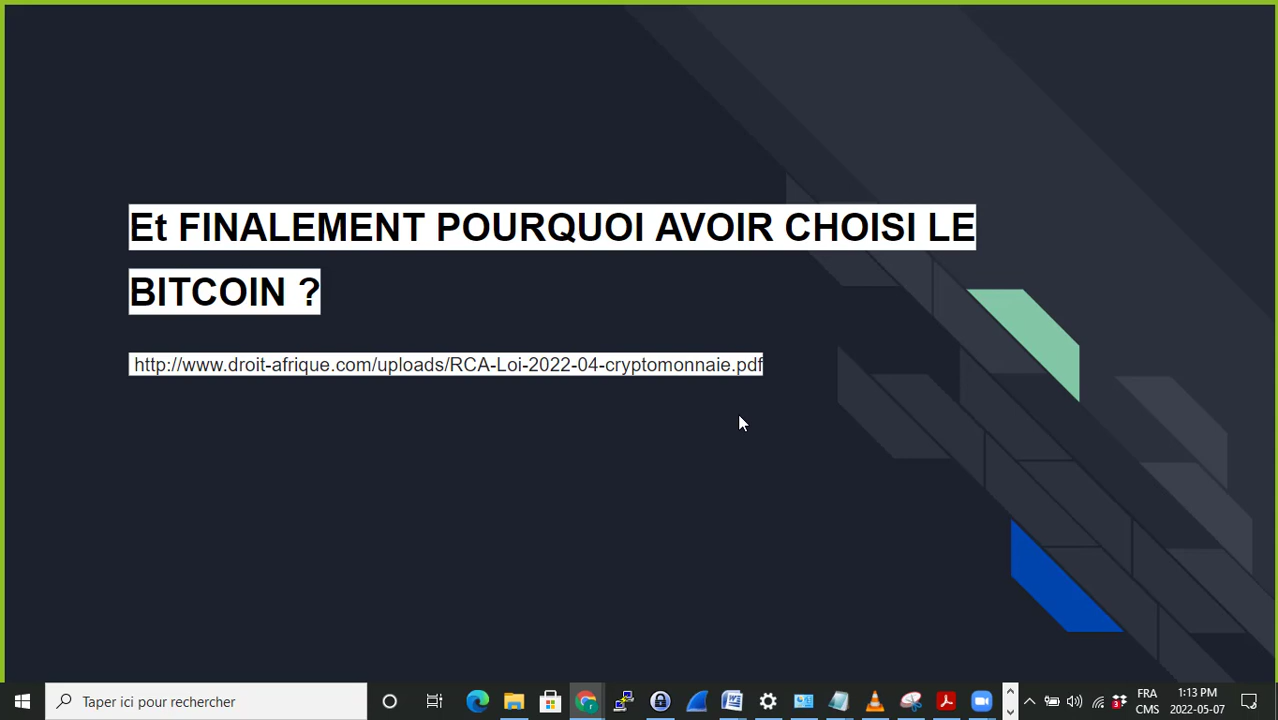 Et FINALEMENT POURQUOI AVOIR CHOISI LE
BITCOIN ?
http://www.droit-afrique.com/uploads/RCA-Loi-2022-04-cryptomonnaie.pdf
Taper ici pour rechercher
FRA
CMS
1:13 PM
2022-05-07